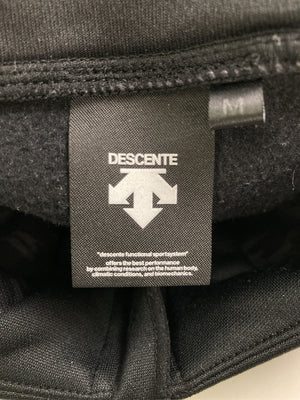 M
DESCENTE
"descente functional sportsystem"
offers the best performance
by combining research on the human body,
climatic conditions, and biomechanics.